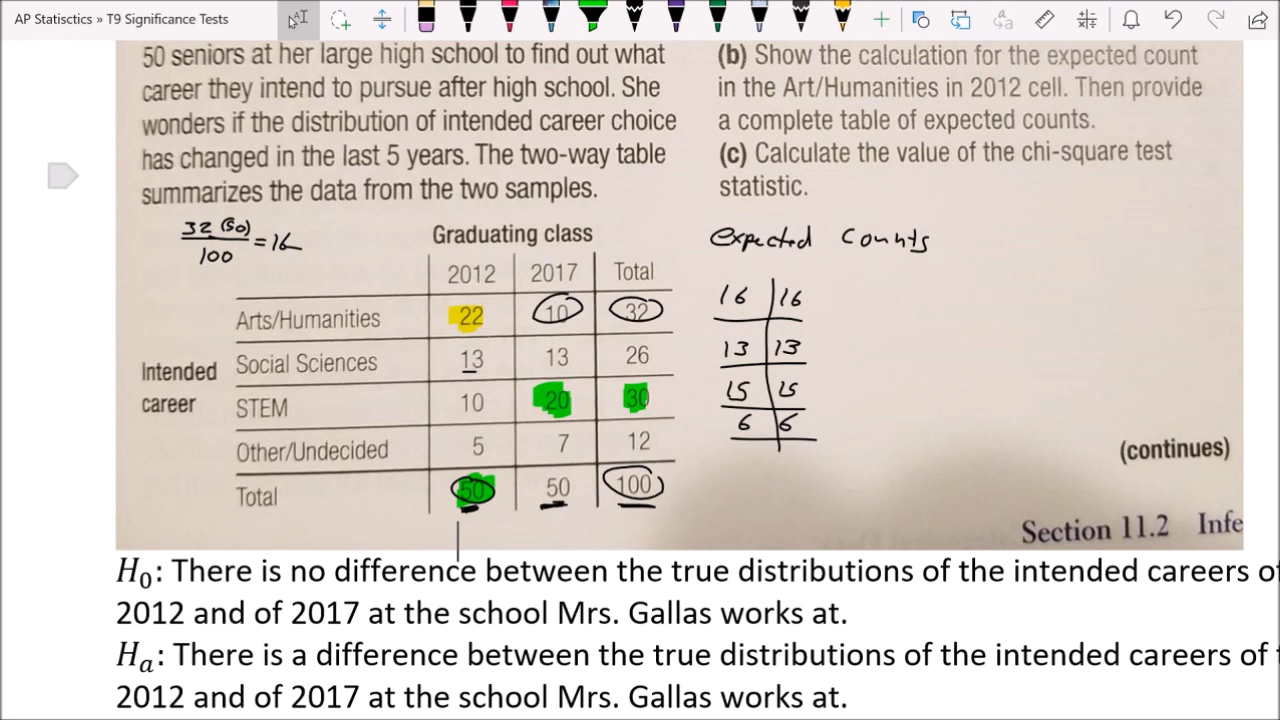 AP Statisctics » T9 Significance Tests
50 seniors at her large high school to find out what
career they intend to pursue after high school. She
wonders if the distribution of intended career choice
has changed in the last 5 years. The two-way table
summarizes the data from the two samples.
(b) Show the calculation for the expected count
in the Art/Humanities in 2012 cell. Then provide
a complete table of expected counts.
(c) Calculate the value of the chi-square test
statistic.
32 (50)
100
= 16
Graduating class
2012 2017 Total
Arts/Humanities 22 10 32
Social Sciences 13 13 26
Intended
career
STEM 10 20 30
Other/Undecided 5 7 12
Total 50 50 100
expected counts
16 16
13 13
15 15
6 6
(continues)
Section 11.2 Infe
H₀: There is no difference between the true distributions of the intended careers of
2012 and of 2017 at the school Mrs. Gallas works at.
Hₐ: There is a difference between the true distributions of the intended careers of
2012 and of 2017 at the school Mrs. Gallas works at.